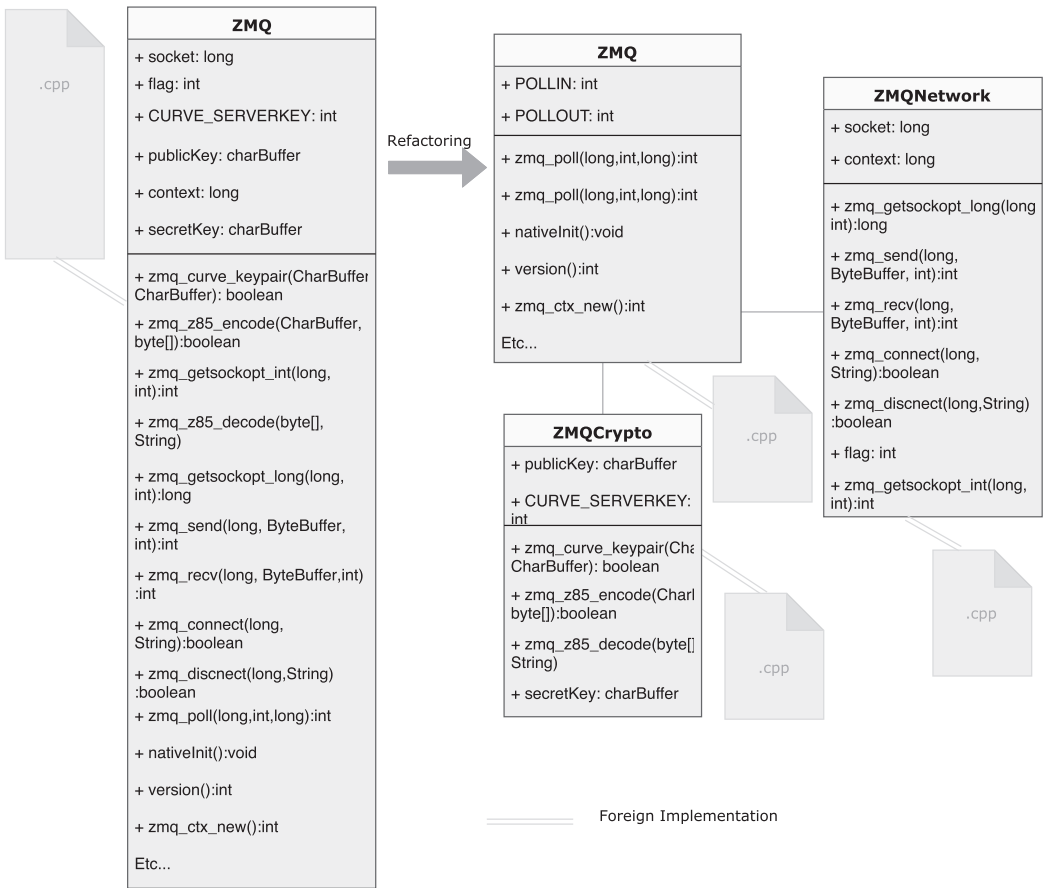 .cpp
ZMQ
+ socket: long
+ flag: int
+ CURVE_SERVERKEY: int
+ publicKey: charBuffer
+ context: long
+ secretKey: charBuffer
+ zmq_curve_keypair(CharBuffer
CharBuffer): boolean
+ zmq_z85_encode(CharBuffer,
byte[]):boolean
+ zmq_getsockopt_int(long,
int):int
+ zmq_z85_decode(byte[],
String)
+ zmq_getsockopt_long(long,
int):long
+ zmq_send(long, ByteBuffer,
int):int
+ zmq_recv(long, ByteBuffer,int)
:int
+ zmq_connect(long,
String):boolean
+ zmq_discnect(long,String)
:boolean
+ zmq_poll(long,int,long):int
+ nativeInit():void
+ version():int
+ zmq_ctx_new():int
Etc...
Refactoring
ZMQ
+ POLLIN: int
+ POLLOUT: int
+ zmq_poll(long,int,long):int
+ zmq_poll(long,int,long):int
+ nativeInit():void
+ version():int
+ zmq_ctx_new():int
Etc...
.cpp
ZMQCrypto
+ publicKey: charBuffer
+ CURVE_SERVERKEY:
int
+ zmq_curve_keypair(Cha
CharBuffer): boolean
+ zmq_z85_encode(Charl
byte[]):boolean
+ zmq_z85_decode(byte[]
String)
+ secretKey: charBuffer
.cpp
ZMQNetwork
+ socket: long
+ context: long
+ zmq_getsockopt_long(long
int):long
+ zmq_send(long,
ByteBuffer, int):int
+ zmq_recv(long,
ByteBuffer, int):int
+ zmq_connect(long,
String):boolean
+ zmq_discnect(long,String)
:boolean
+ flag: int
+ zmq_getsockopt_int(long,
int):int
.cpp
Foreign Implementation